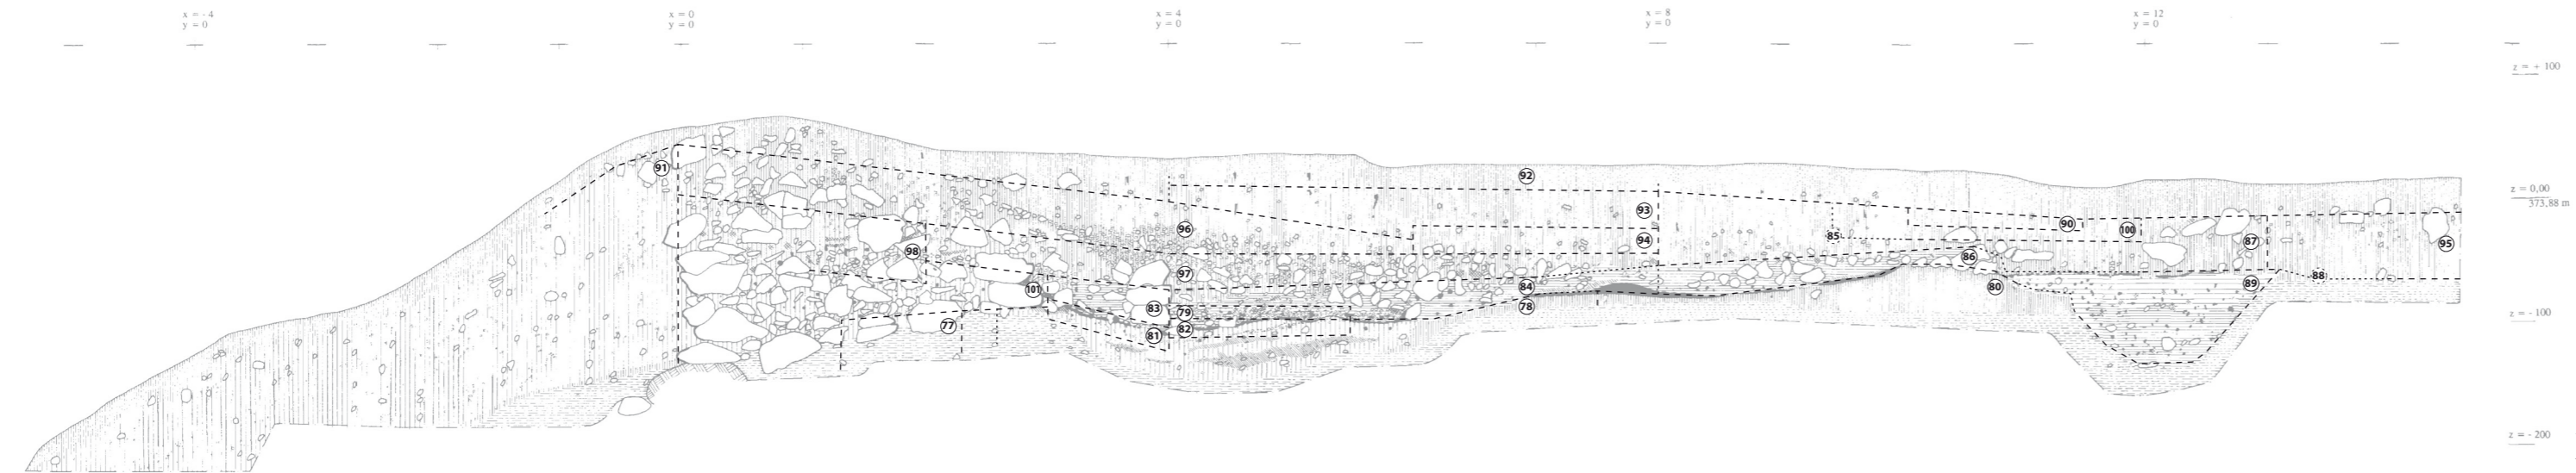 x = - 4
y = 0
x = 0
y = 0
x = 4
y = 0
x = 8
y = 0
x = 12
y = 0
z = + 100
z = 0,00
373,88 m
z = - 100
z = - 200
91
92
93
94
96
97
98
101
77
83
81
79
82
84
78
85
86
80
90
100
87
89
88
95